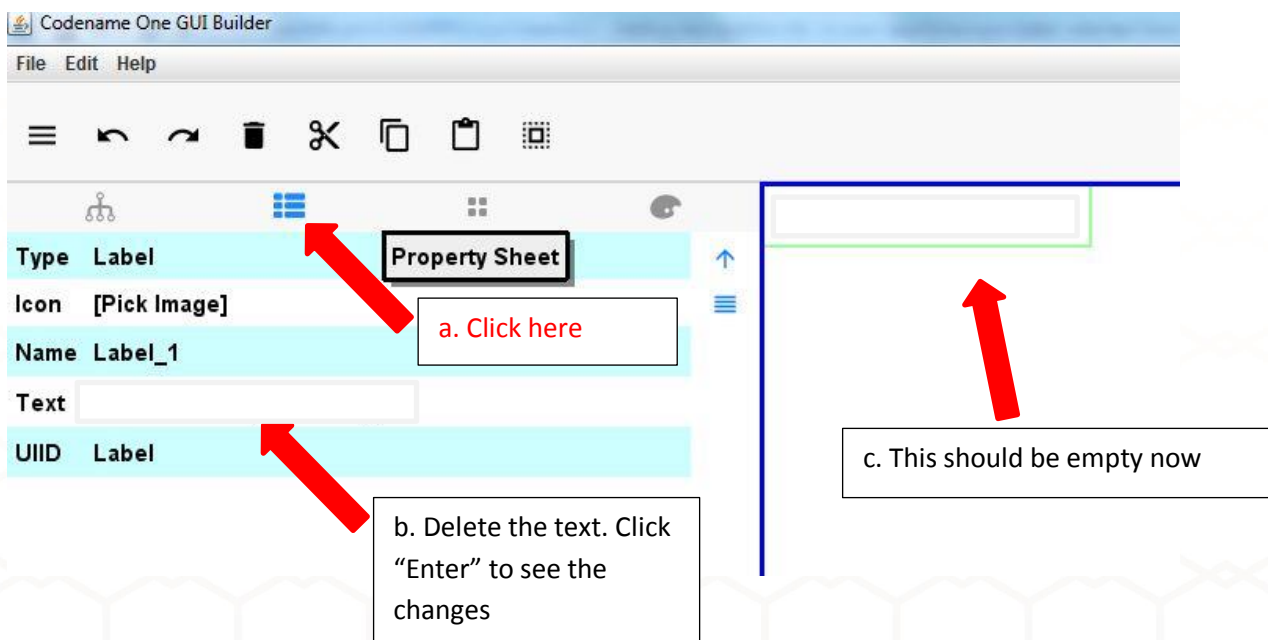 Codename One GUI Builder
File Edit Help
Type Label
Property Sheet
Icon [Pick Image]
a. Click here
Name Label_1
Text
UIID Label
c. This should be empty now
b. Delete the text. Click
“Enter” to see the
changes